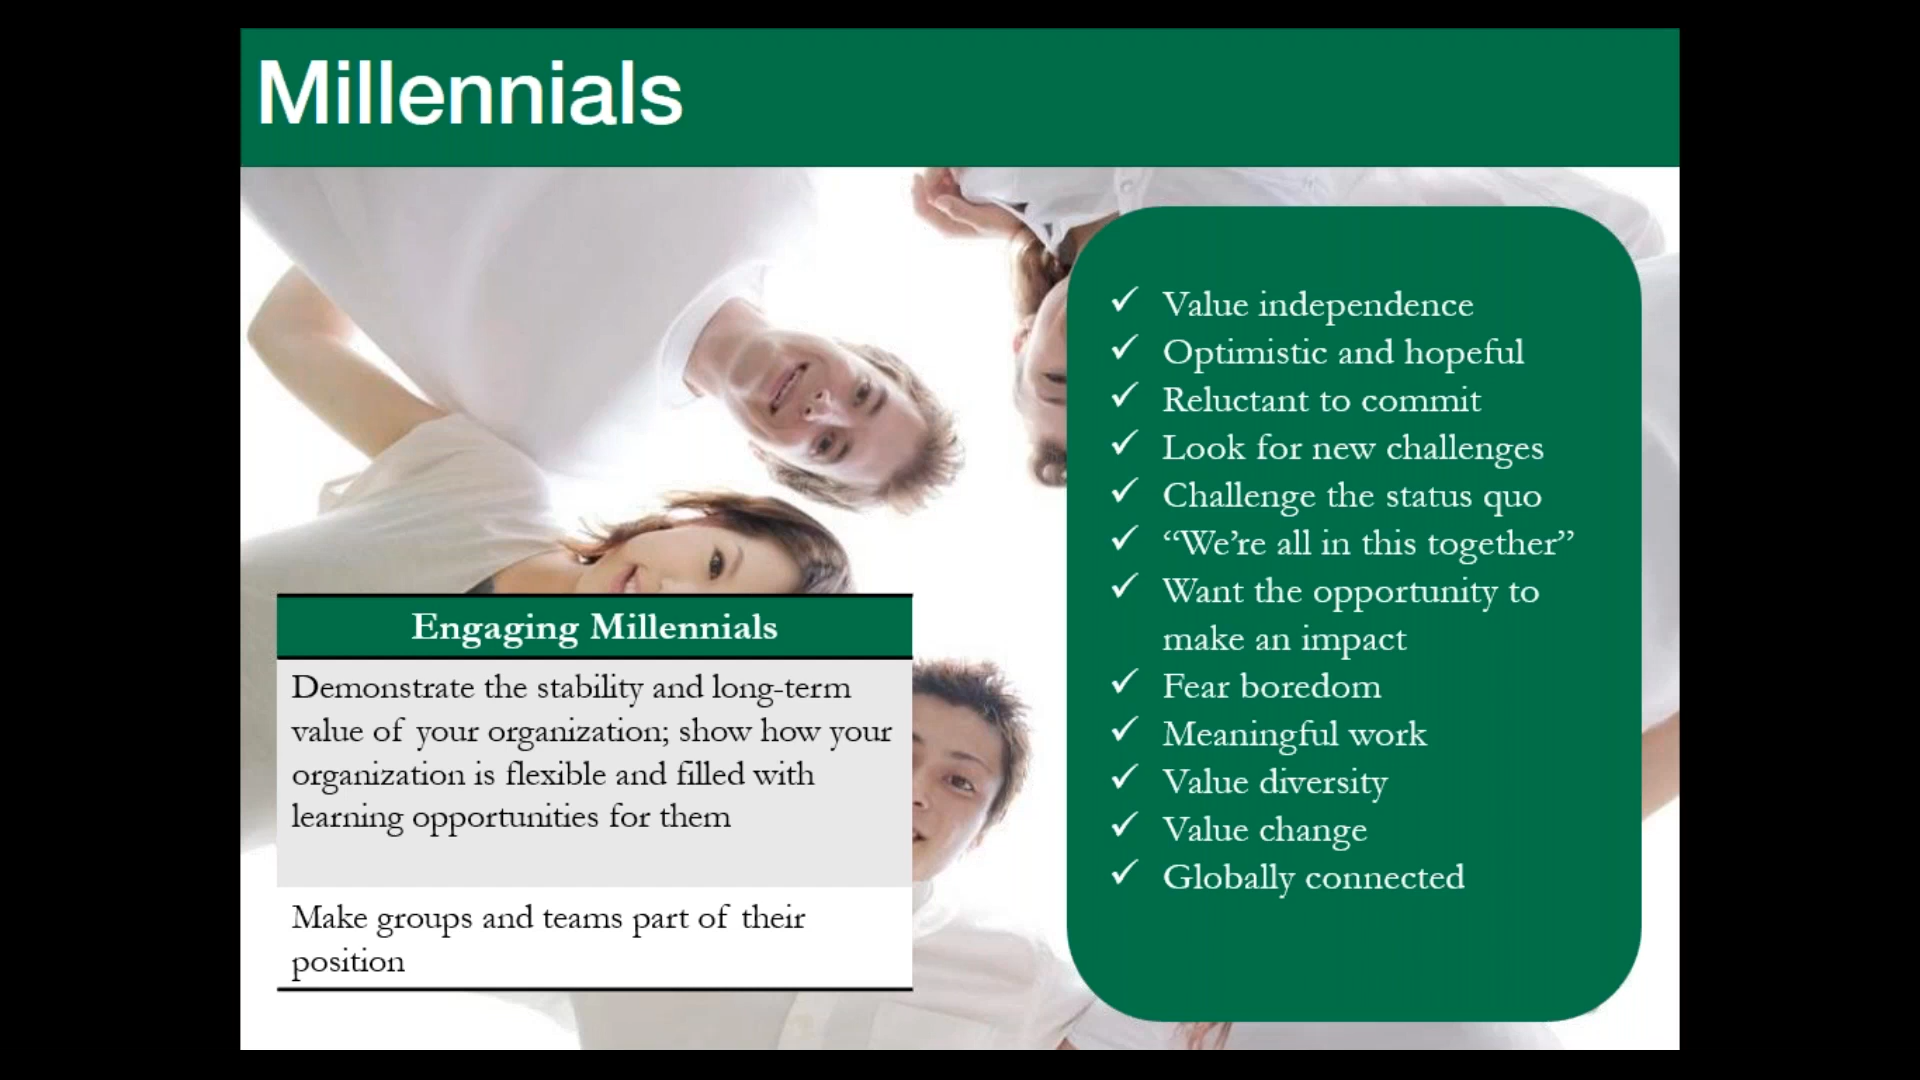 Millennials
Engaging Millennials
Demonstrate the stability and long-term
value of your organization; show how your
organization is flexible and filled with
learning opportunities for them
Make groups and teams part of their
position
✓ Value independence
✓ Optimistic and hopeful
✓ Reluctant to commit
✓ Look for new challenges
✓ Challenge the status quo
✓ “We’re all in this together”
✓ Want the opportunity to
make an impact
✓ Fear boredom
✓ Meaningful work
✓ Value diversity
✓ Value change
✓ Globally connected